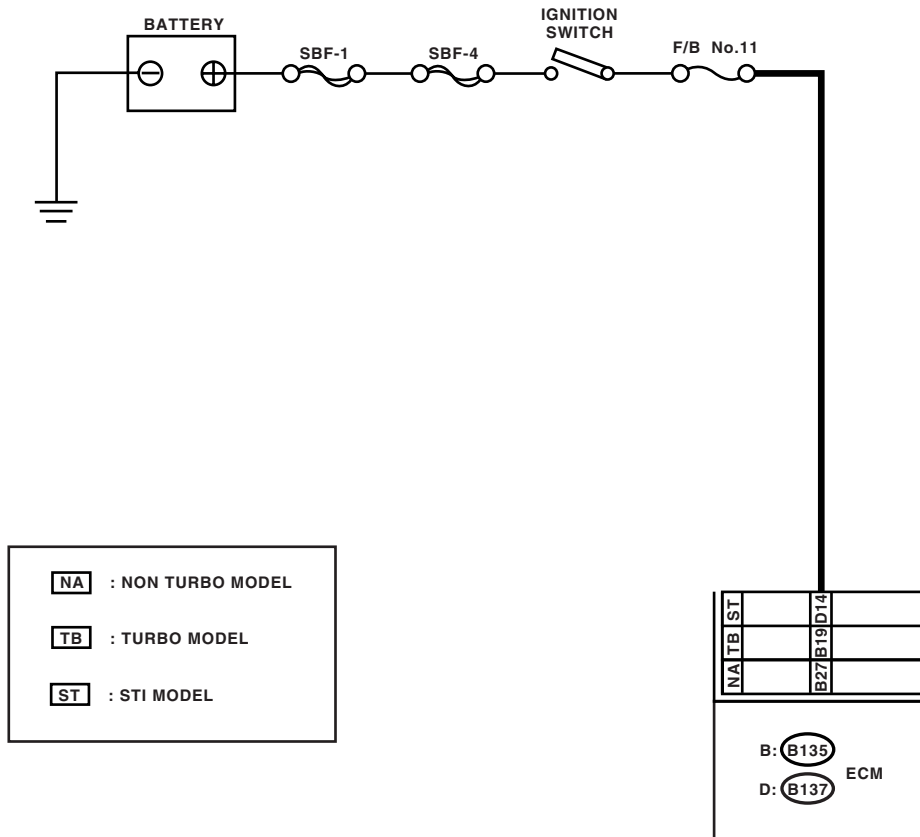 BATTERY
SBF-1
SBF-4
IGNITION
SWITCH
F/B No.11
NA : NON TURBO MODEL
TB : TURBO MODEL
ST : STI MODEL
ST D14
TB B19
NA B27
B: B135
D: B137
ECM